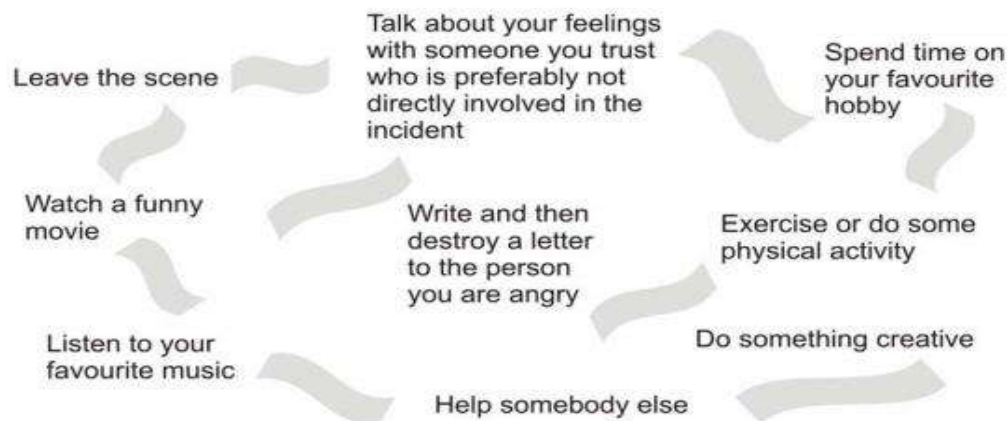 Leave the scene
Talk about your feelings
with someone you trust
who is preferably not
directly involved in the
incident
Spend time on
your favourite
hobby
Watch a funny
movie
Write and then
destroy a letter
to the person
you are angry
Exercise or do some
physical activity
Listen to your
favourite music
Do something creative
Help somebody else